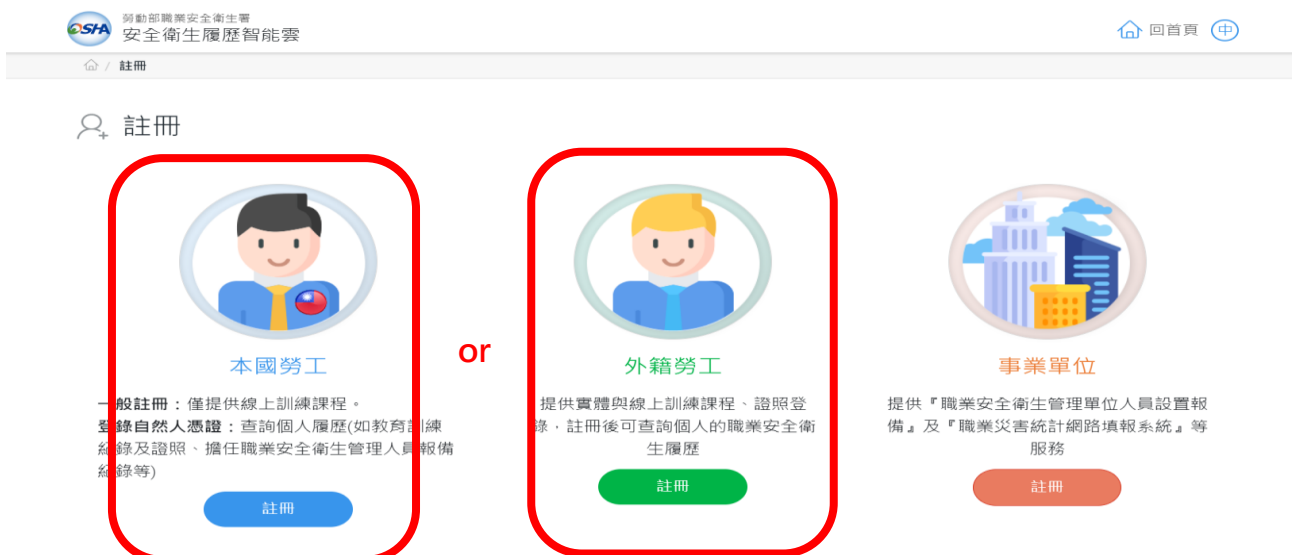 OSHA
勞動部職業安全衛生署
安全衛生履歷智能雲
回首頁 中
/ 註冊
註冊
本國勞工
一般註冊：僅提供線上訓練課程。
登錄自然人憑證：查詢個人履歷(如教育訓練
紀錄及證照、擔任職業安全衛生管理人員報備
紀錄等)
註冊
or
外籍勞工
提供實體與線上訓練課程、證照登
錄，註冊後可查詢個人的職業安全衛
生履歷
註冊
事業單位
提供『職業安全衛生管理單位人員設置報
備』及『職業災害統計網路填報系統』等
服務
註冊